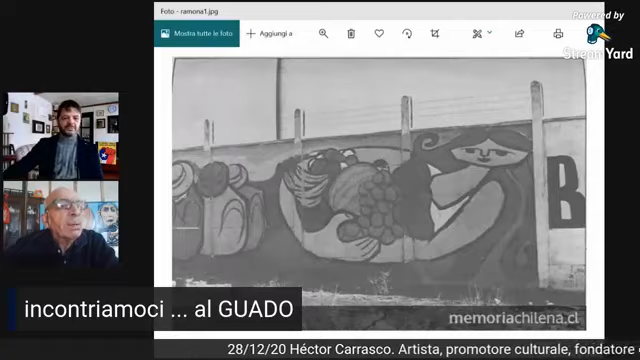 Foto - ramona1.jpg
Powered by
StreamYard
Mostra tutte le foto
Aggiungi a
B
memoriachilena.cl
incontriamoci ... al GUADO
28/12/20 Héctor Carrasco. Artista, promotore culturale, fondatore